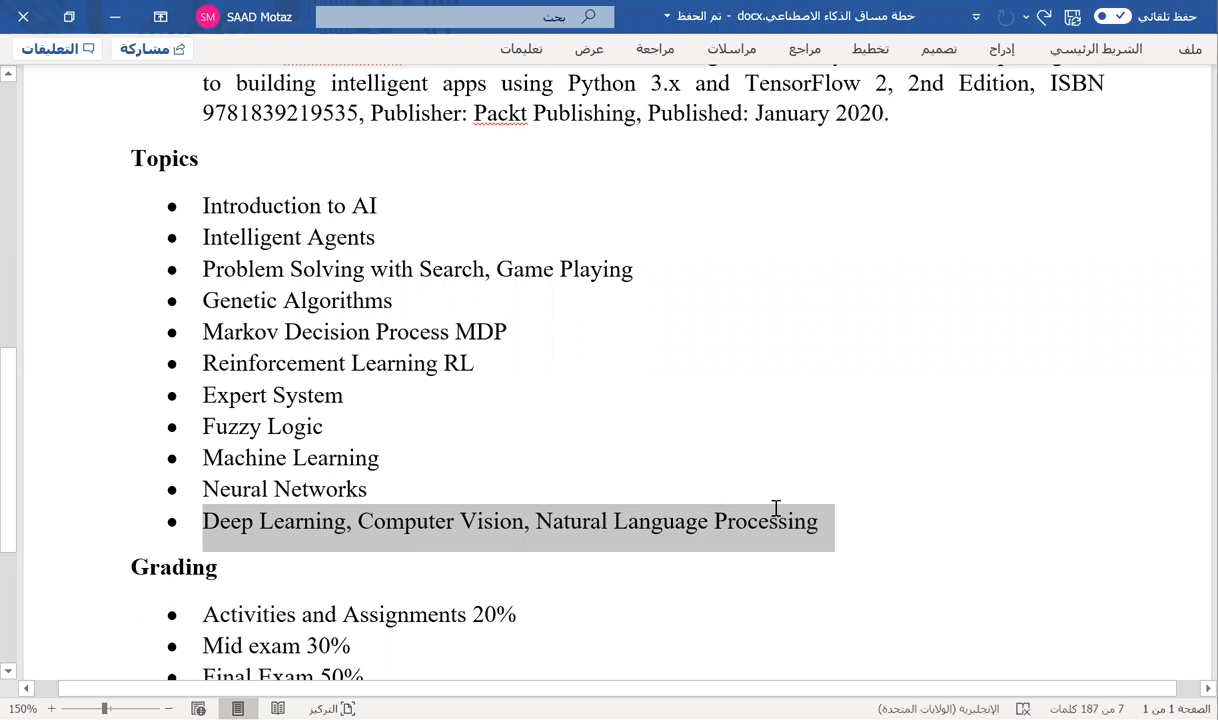 حفظ تلقائي
خطة مساق الذكاء الاصطناعي.docx - تم الحفظ
بحث
SAAD Motaz
SM
ملف
الشريط الرئيسي
إدراج
تصميم
تخطيط
مراجع
مراسلات
مراجعة
عرض
تعليمات
مشاركة
التعليقات
to building intelligent apps using Python 3.x and TensorFlow 2, 2nd Edition, ISBN
9781839219535, Publisher: Packt Publishing, Published: January 2020.
Topics
• Introduction to AI
• Intelligent Agents
• Problem Solving with Search, Game Playing
• Genetic Algorithms
• Markov Decision Process MDP
• Reinforcement Learning RL
• Expert System
• Fuzzy Logic
• Machine Learning
• Neural Networks
• Deep Learning, Computer Vision, Natural Language Processing
Grading
• Activities and Assignments 20%
• Mid exam 30%
• Final Exam 50%
الصفحة 1 من 1
7 من 187 كلمات
الإنجليزية (الولايات المتحدة)
التركيز
150%